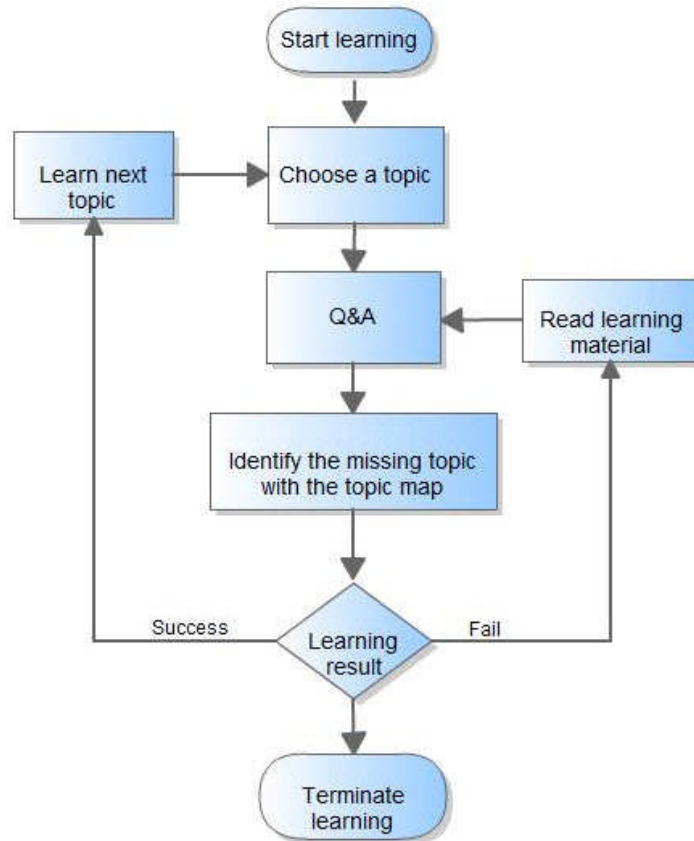 Start learning
Learn next
topic
Choose a topic
Q&A
Read learning
material
Identify the missing topic
with the topic map
Success
Learning
result
Fail
Terminate
learning